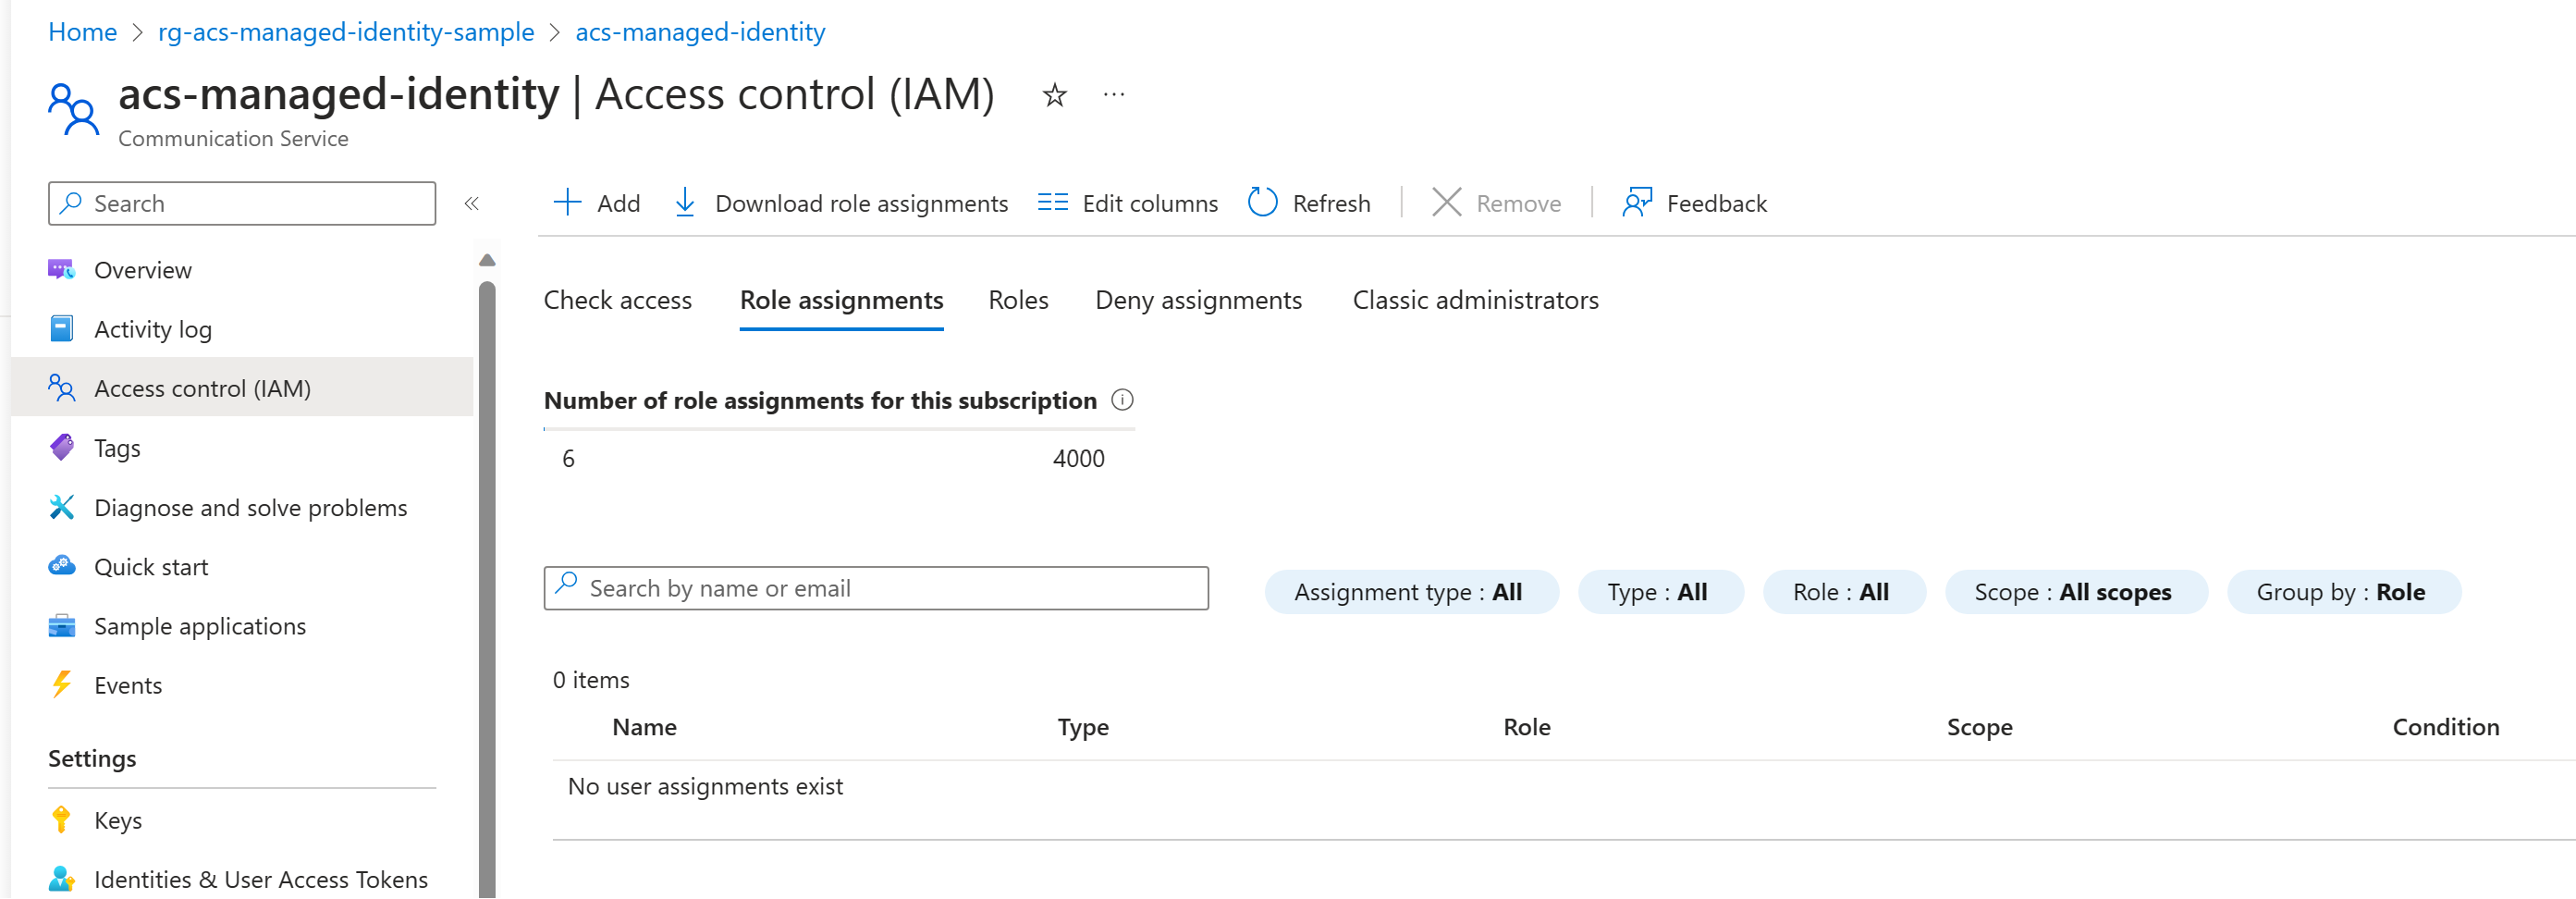 Home > rg-acs-managed-identity-sample > acs-managed-identity
acs-managed-identity | Access control (IAM)
Communication Service
Search
Overview
Activity log
Access control (IAM)
Tags
Diagnose and solve problems
Quick start
Sample applications
Events
Settings
Keys
Identities & User Access Tokens
Add Download role assignments Edit columns Refresh Remove Feedback
Check access Role assignments Roles Deny assignments Classic administrators
Number of role assignments for this subscription
6 4000
Search by name or email
Assignment type : All Type : All Role : All Scope : All scopes Group by : Role
0 items
Name Type Role Scope Condition
No user assignments exist